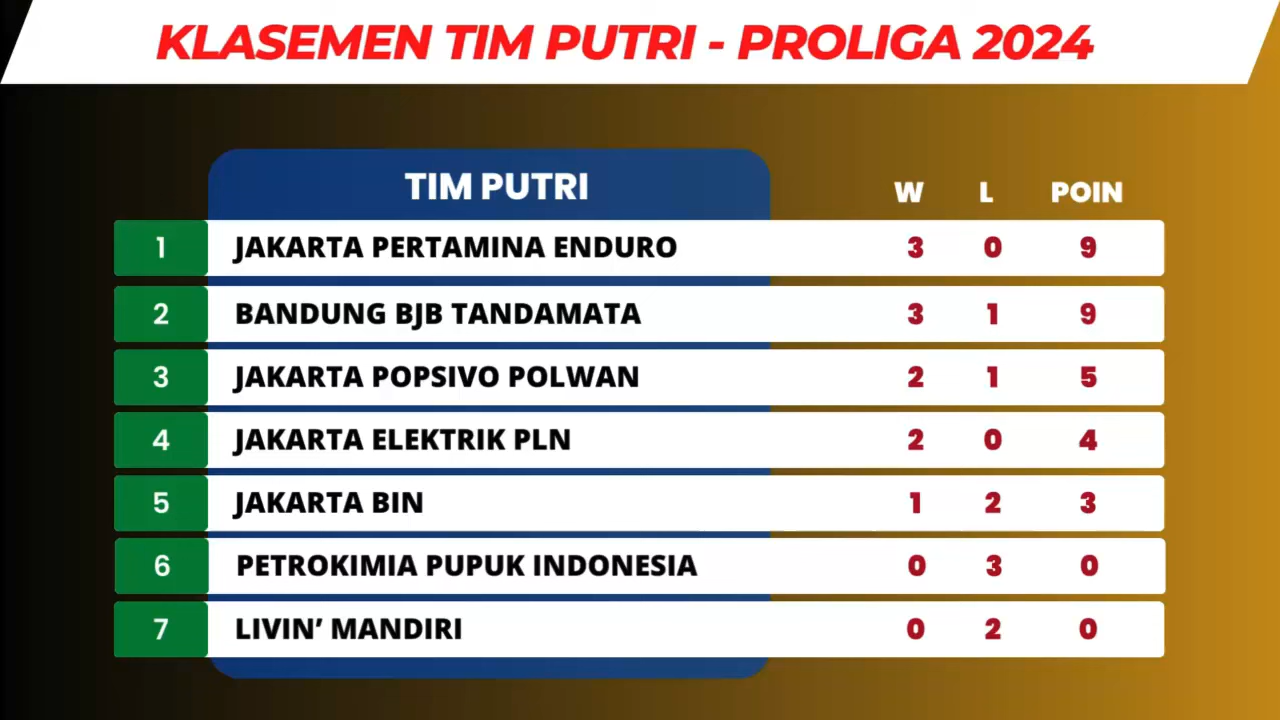 KLASEMEN TIM PUTRI - PROLIGA 2024
TIM PUTRI W L POIN
1 JAKARTA PERTAMINA ENDURO 3 0 9
2 BANDUNG BJB TANDAMATA 3 1 9
3 JAKARTA POPSIVO POLWAN 2 1 5
4 JAKARTA ELEKTRIK PLN 2 0 4
5 JAKARTA BIN 1 2 3
6 PETROKIMIA PUPUK INDONESIA 0 3 0
7 LIVIN’ MANDIRI 0 2 0